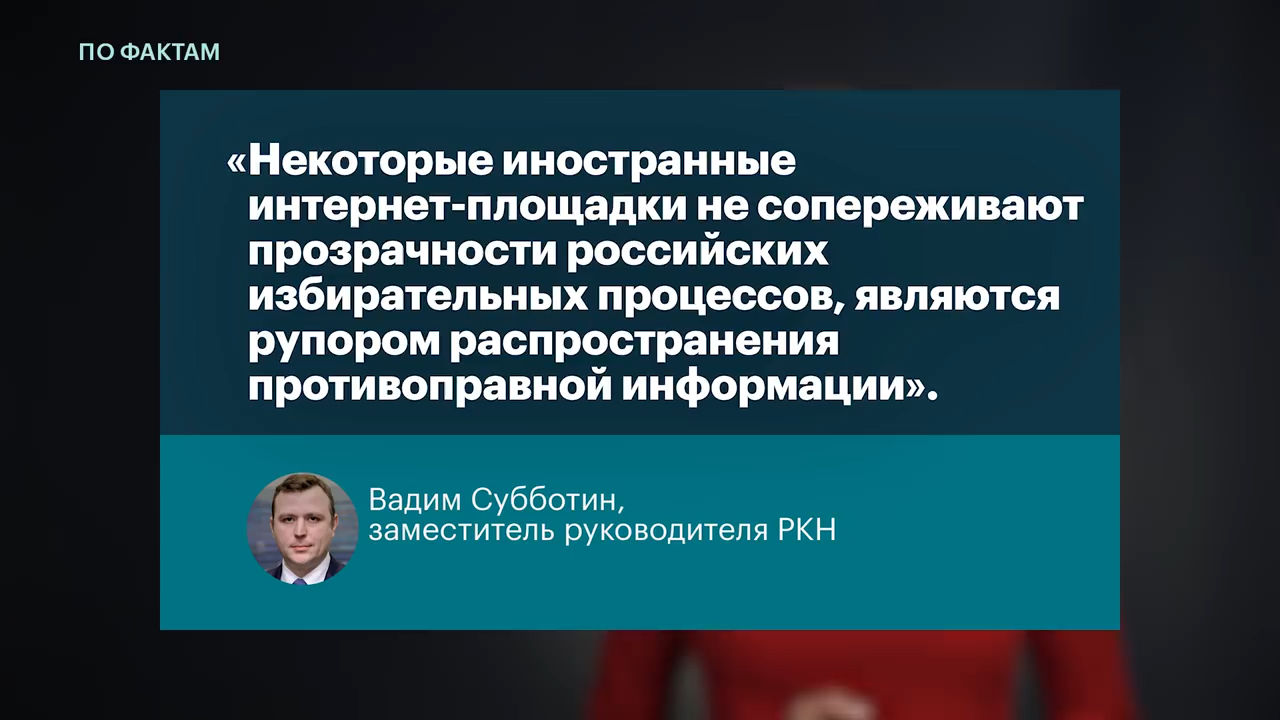 ПО ФАКТАМ
«Некоторые иностранные
интернет-площадки не сопереживают
прозрачности российских
избирательных процессов, являются
рупором распространения
противоправной информации».
Вадим Субботин,
заместитель руководителя РКН